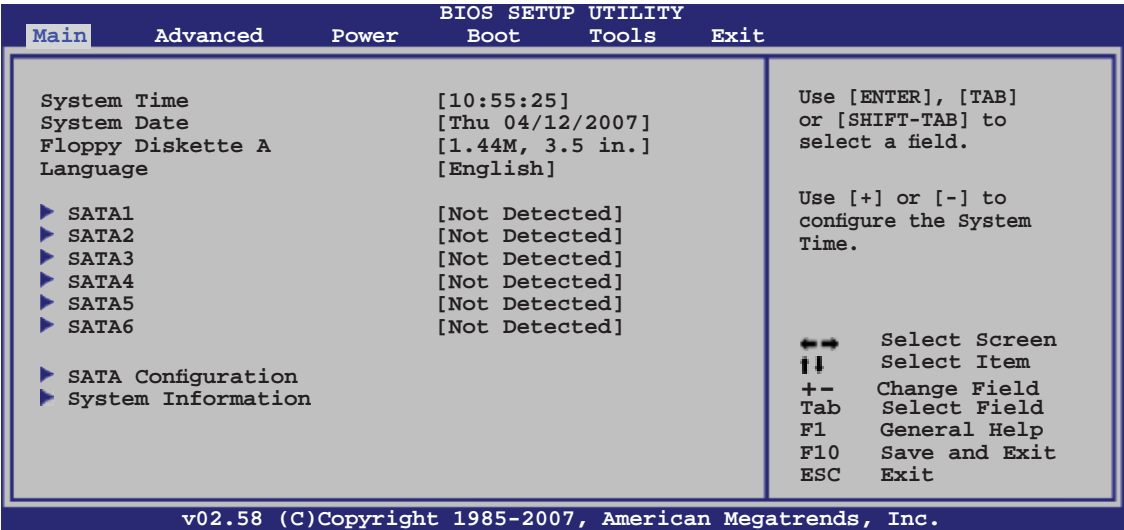 BIOS SETUP UTILITY
Main Advanced Power Boot Tools Exit
System Time [10:55:25]
System Date [Thu 04/12/2007]
Floppy Diskette A [1.44M, 3.5 in.]
Language [English]
SATA1 [Not Detected]
SATA2 [Not Detected]
SATA3 [Not Detected]
SATA4 [Not Detected]
SATA5 [Not Detected]
SATA6 [Not Detected]
SATA Configuration
System Information
Use [ENTER], [TAB]
or [SHIFT-TAB] to
select a field.
Use [+] or [-] to
configure the System
Time.
←→ Select Screen
↑↓ Select Item
+- Change Field
Tab Select Field
F1 General Help
F10 Save and Exit
ESC Exit
v02.58 (C)Copyright 1985-2007, American Megatrends, Inc.